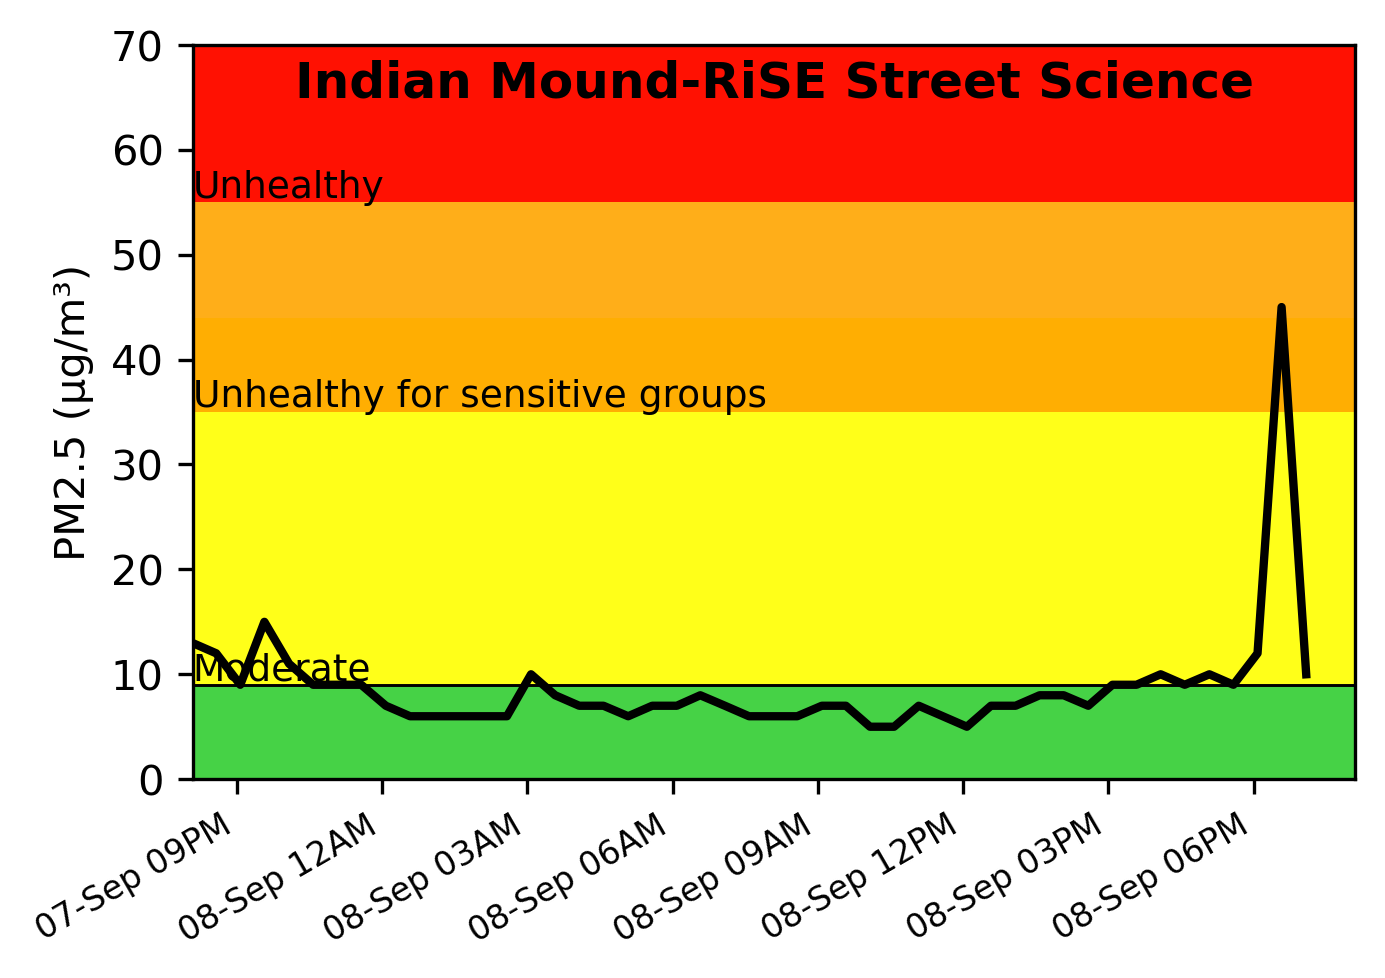 Indian Mound-RiSE Street Science
70
60
Unhealthy
50
40
Unhealthy for sensitive groups
30
20
Moderate
10
0
PM2.5 (μg/m³)
07-Sep 09PM
08-Sep 12AM
08-Sep 03AM
08-Sep 06AM
08-Sep 09AM
08-Sep 12PM
08-Sep 03PM
08-Sep 06PM